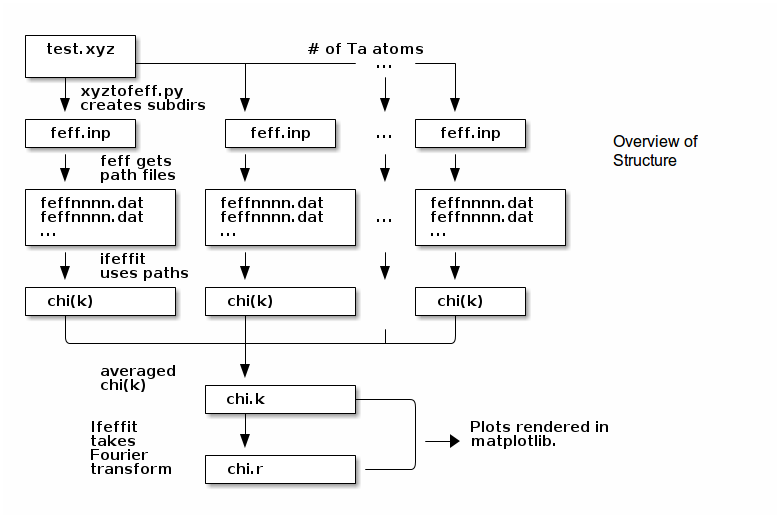 test.xyz
# of Ta atoms
...
xyztofeff.py
creates subdirs
feff.inp
feff.inp
...
feff.inp
Overview of
Structure
feff gets
path files
feffnnnn.dat
feffnnnn.dat
...
feffnnnn.dat
feffnnnn.dat
...
...
feffnnnn.dat
feffnnnn.dat
...
ifeffit
uses paths
chi(k)
chi(k)
chi(k)
averaged
chi(k)
chi.k
Ifeffit
takes
Fourier
transform
chi.r
Plots rendered in
matplotlib.